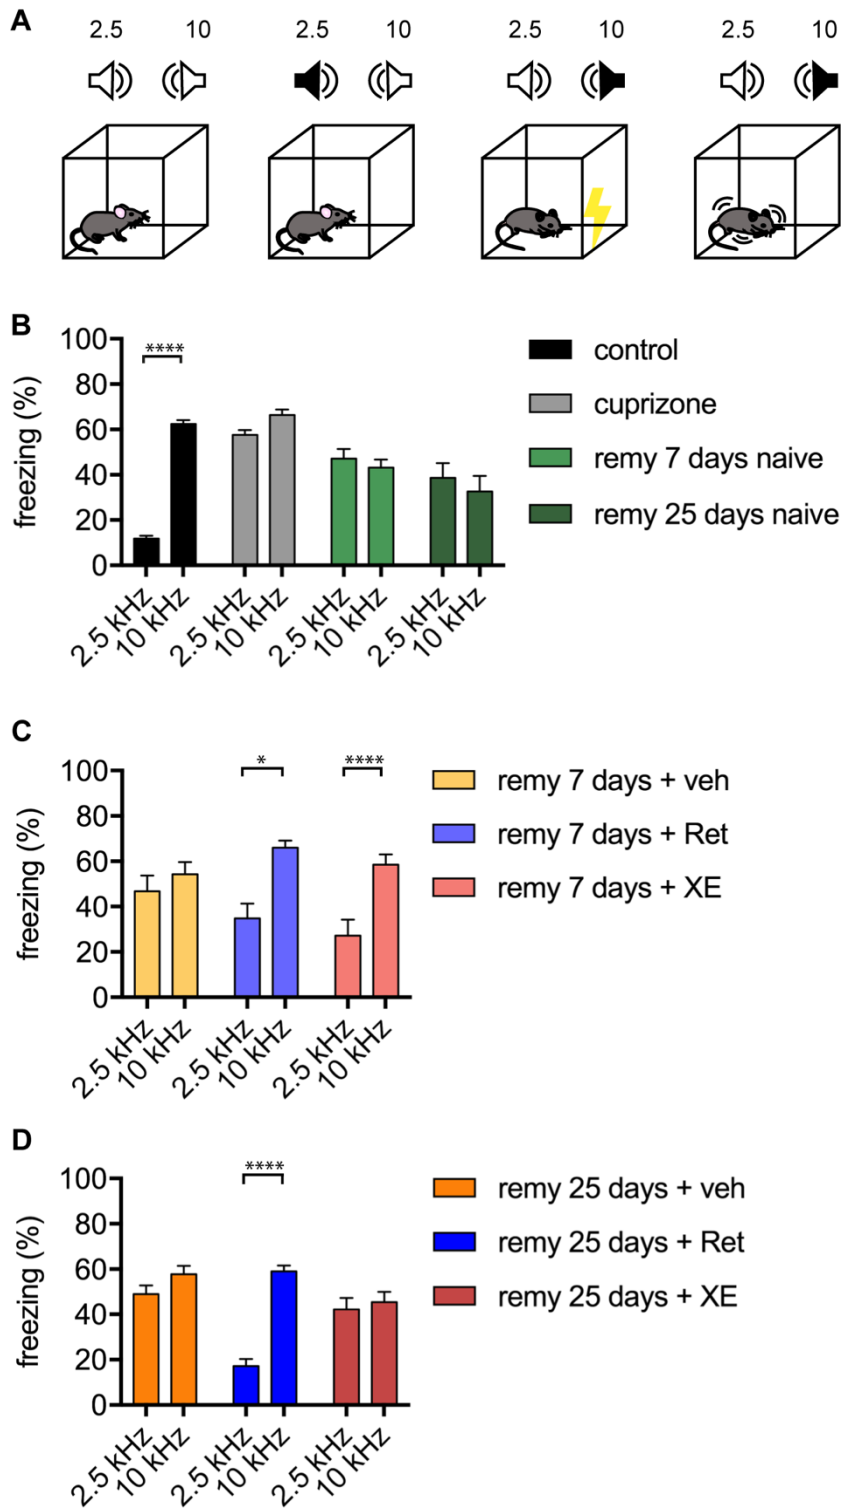 A
2.5 10 2.5 10 2.5 10 2.5 10
B
freezing (%)
100
80
60
40
20
0
****
2.5 kHz
10 kHz
2.5 kHz
10 kHz
2.5 kHz
10 kHz
2.5 kHz
10 kHz
control
cuprizone
remy 7 days naive
remy 25 days naive
C
freezing (%)
100
80
60
40
20
0
*
****
2.5 kHz
10 kHz
2.5 kHz
10 kHz
2.5 kHz
10 kHz
remy 7 days + veh
remy 7 days + Ret
remy 7 days + XE
D
freezing (%)
100
80
60
40
20
0
****
2.5 kHz
10 kHz
2.5 kHz
10 kHz
2.5 kHz
10 kHz
remy 25 days + veh
remy 25 days + Ret
remy 25 days + XE